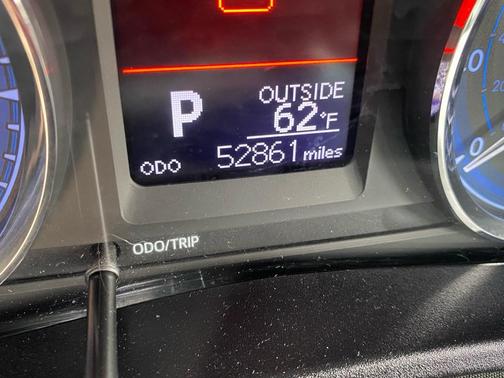 OUTSIDE
P 62°F
ODO 52861 miles
ODO/TRIP